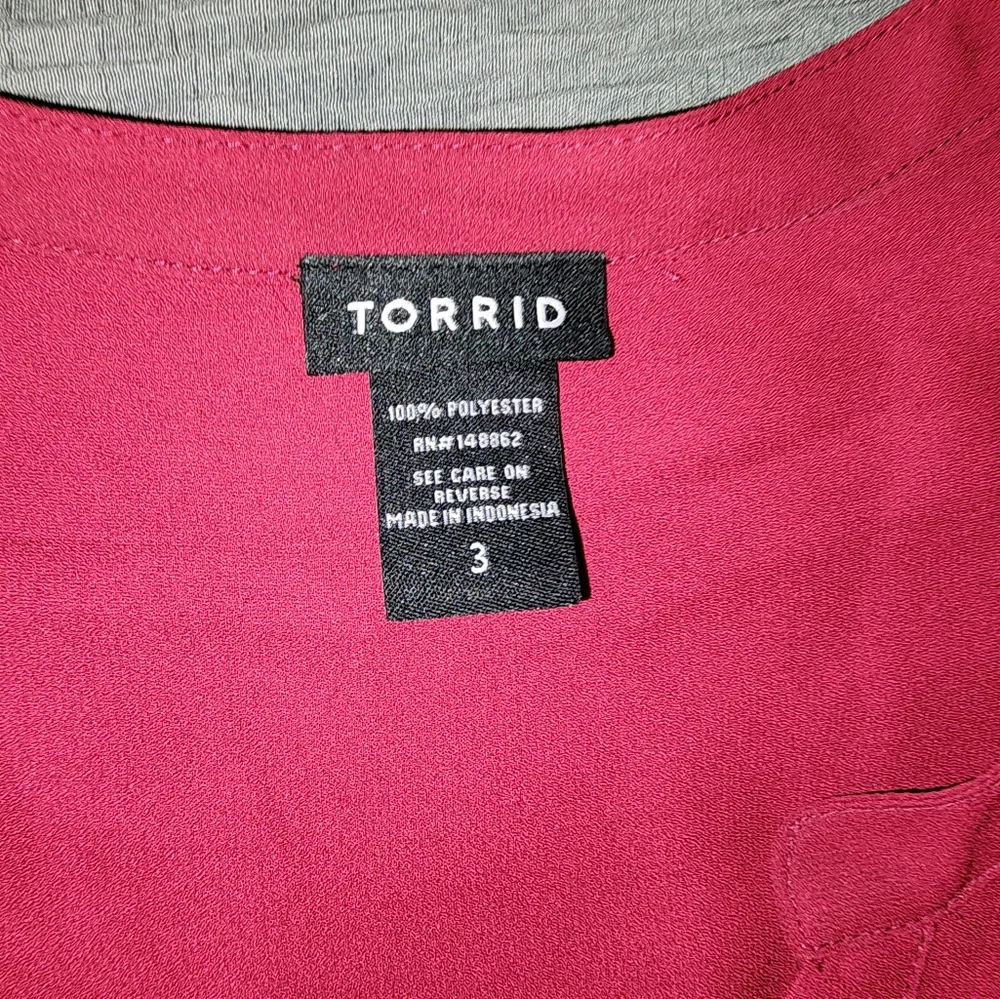 TORRID
100% POLYESTER
RN#148862
SEE CARE ON
REVERSE
MADE IN INDONESIA
3